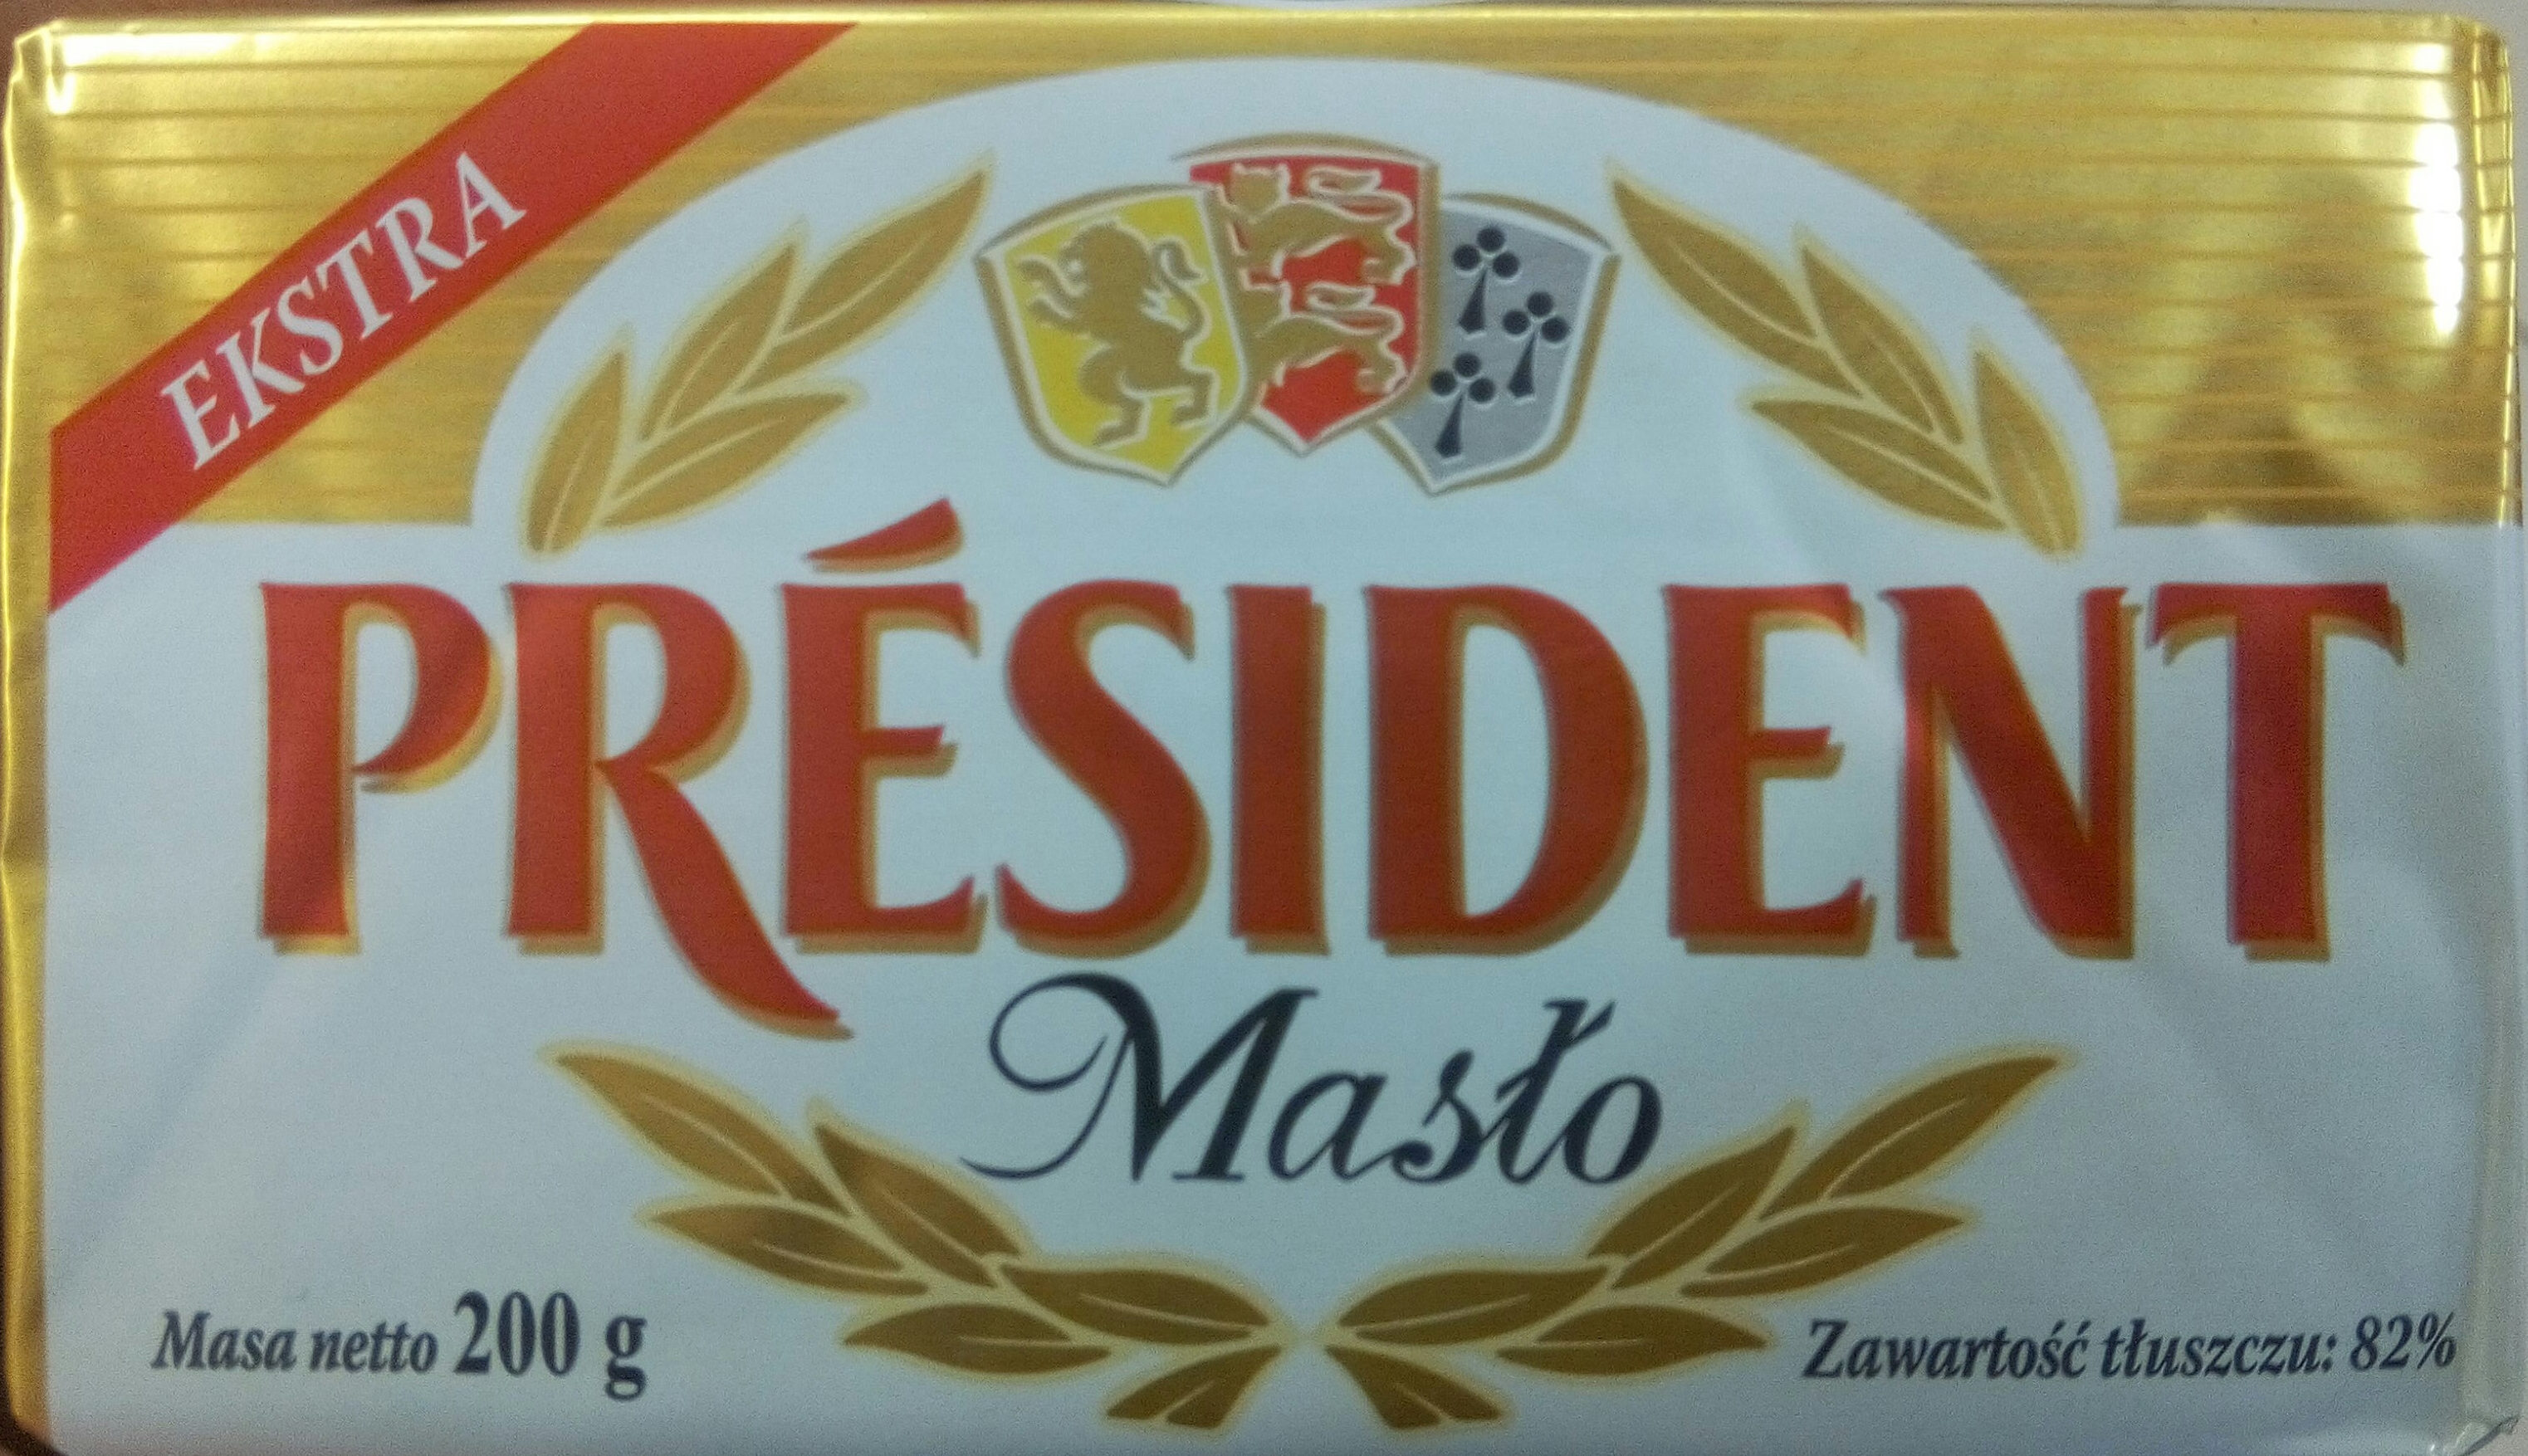 EKSTRA
PRÉSIDENT
Masło
Masa netto 200 g
Zawartość tłuszczu: 82%